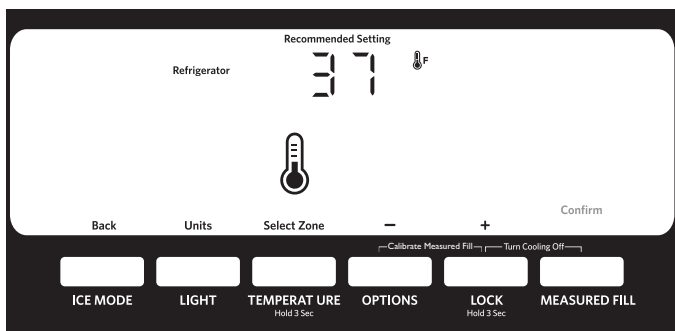 Recommended Setting
Refrigerator 37 F
Back Units Select Zone – + Confirm
Calibrate Measured Fill Turn Cooling Off
ICE MODE LIGHT TEMPERAT URE OPTIONS LOCK MEASURED FILL
Hold 3 Sec Hold 3 Sec